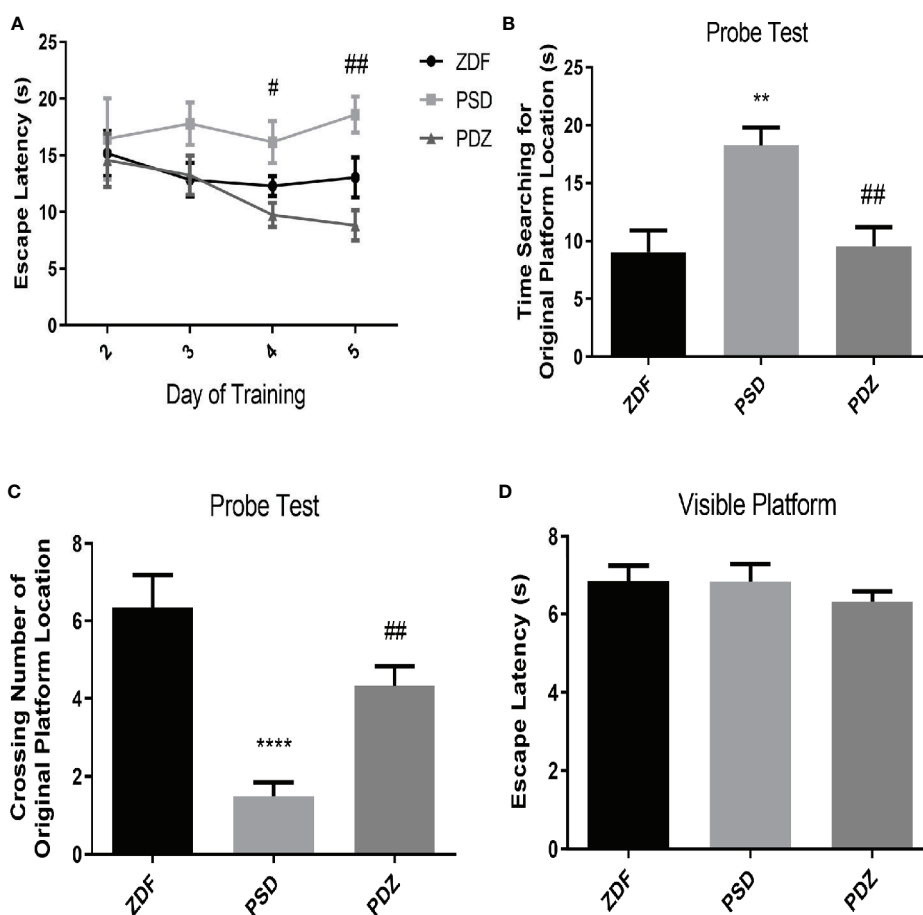 A
Escape Latency (s)
25
20
15
10
5
0
#
##
ZDF
PSD
PDZ
2
3
4
5
Day of Training
B
Probe Test
Time Searching for
Original Platform Location (s)
25
20
15
10
5
0
**
##
ZDF
PSD
PDZ
C
Probe Test
Crossing Number of
Original Platform Location
8
6
4
2
0
****
##
ZDF
PSD
PDZ
D
Visible Platform
Escape Latency (s)
8
6
4
2
0
ZDF
PSD
PDZ